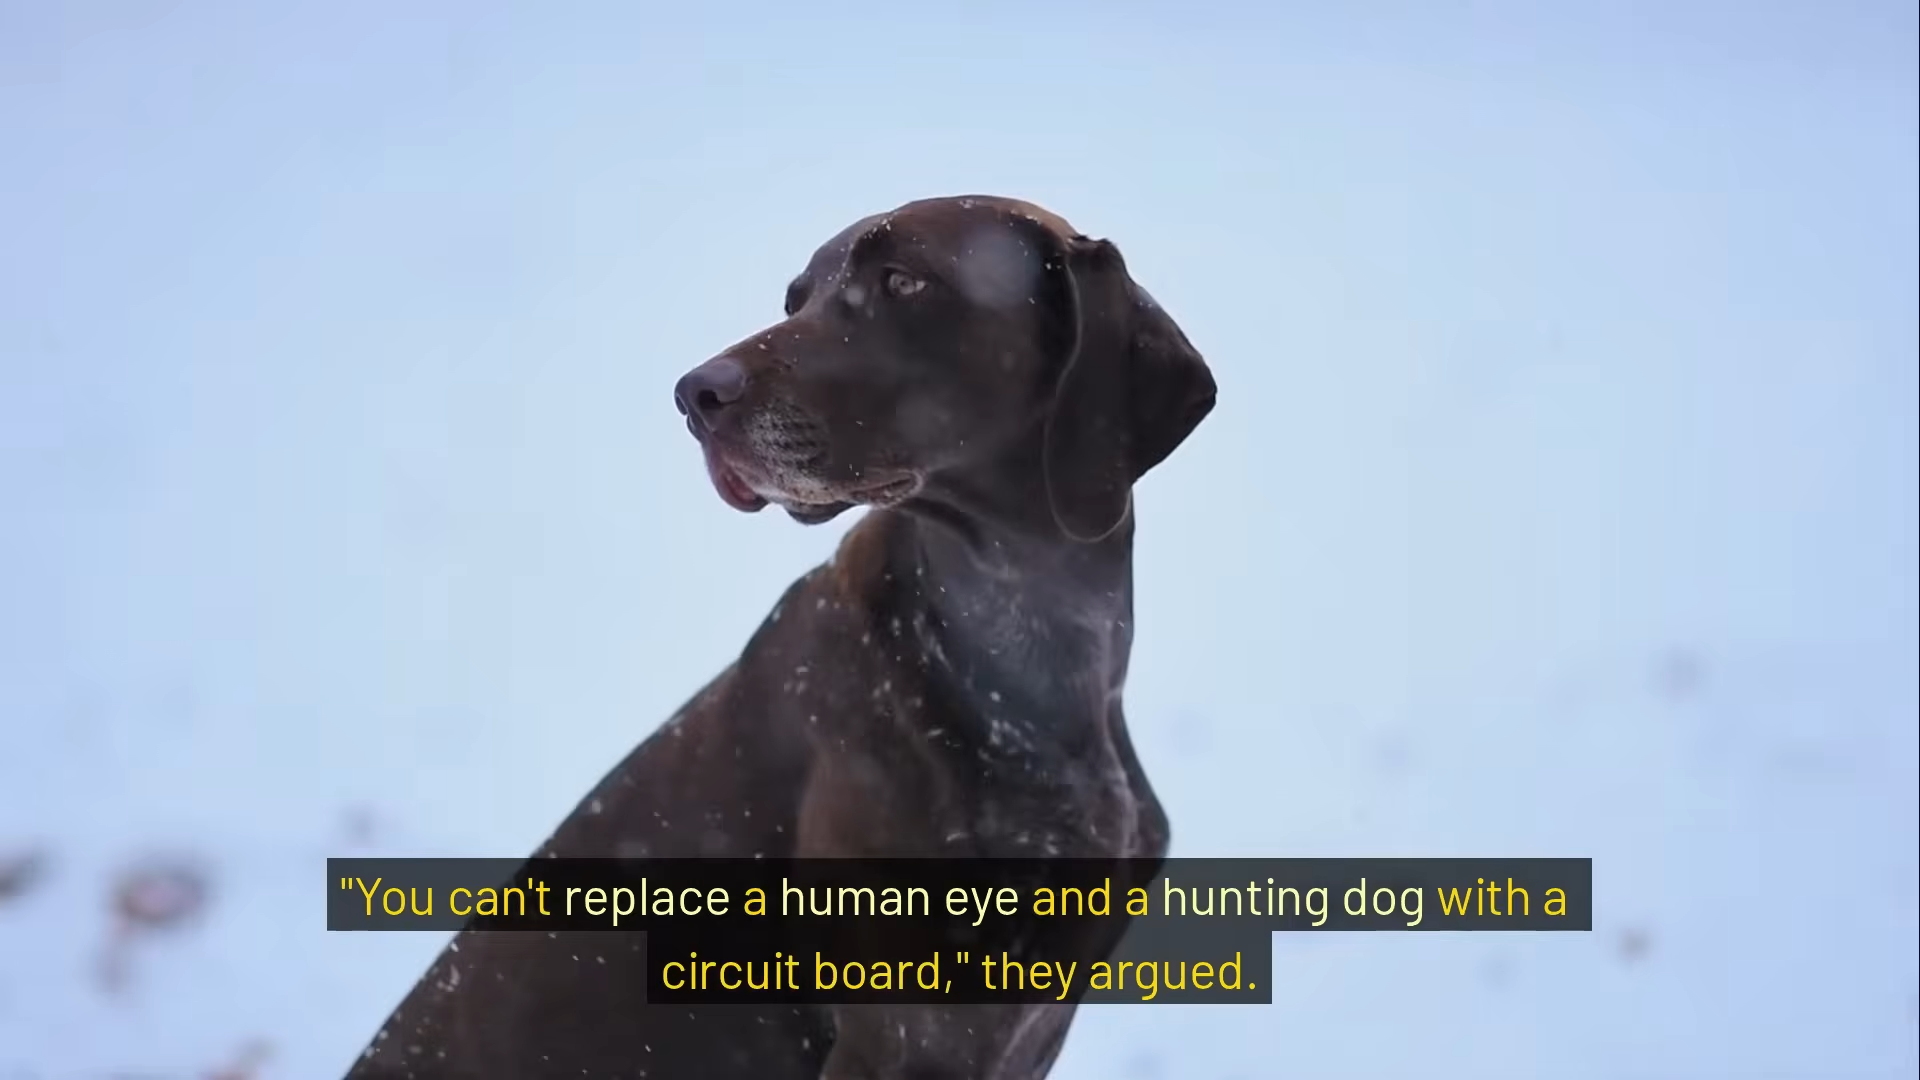 "You can't replace a human eye and a hunting dog with a
circuit board," they argued.